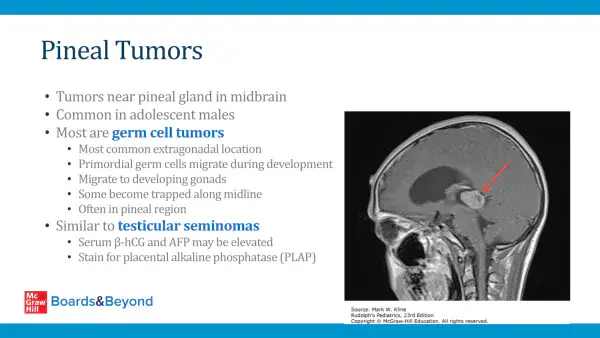 Pineal Tumors
• Tumors near pineal gland in midbrain
• Common in adolescent males
• Most are germ cell tumors
• Most common extragonadal location
• Primordial germ cells migrate during development
• Migrate to developing gonads
• Some become trapped along midline
• Often in pineal region
• Similar to testicular seminomas
• Serum β-hCG and AFP may be elevated
• Stain for placental alkaline phosphatase (PLAP)
Mc
Graw
Hill
Boards&Beyond
Source: Mark W. Kline
Rudolph's Pediatrics, 23rd Edition
Copyright © McGraw-Hill Education. All rights reserved.